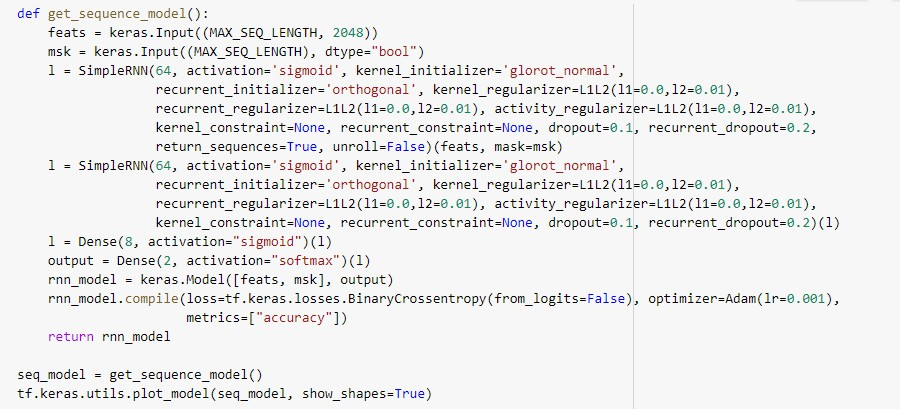 def get_sequence_model():
    feats = keras.Input((MAX_SEQ_LENGTH, 2048))
    msk = keras.Input((MAX_SEQ_LENGTH), dtype="bool")
    l = SimpleRNN(64, activation='sigmoid', kernel_initializer='glorot_normal',
                  recurrent_initializer='orthogonal', kernel_regularizer=L1L2(l1=0.0,l2=0.01),
                  recurrent_regularizer=L1L2(l1=0.0,l2=0.01), activity_regularizer=L1L2(l1=0.0,l2=0.01),
                  kernel_constraint=None, recurrent_constraint=None, dropout=0.1, recurrent_dropout=0.2,
                  return_sequences=True, unroll=False)(feats, mask=msk)
    l = SimpleRNN(64, activation='sigmoid', kernel_initializer='glorot_normal',
                  recurrent_initializer='orthogonal', kernel_regularizer=L1L2(l1=0.0,l2=0.01),
                  recurrent_regularizer=L1L2(l1=0.0,l2=0.01), activity_regularizer=L1L2(l1=0.0,l2=0.01),
                  kernel_constraint=None, recurrent_constraint=None, dropout=0.1, recurrent_dropout=0.2)(l)
    l = Dense(8, activation="sigmoid")(l)
    output = Dense(2, activation="softmax")(l)
    rnn_model = keras.Model([feats, msk], output)
    rnn_model.compile(loss=tf.keras.losses.BinaryCrossentropy(from_logits=False), optimizer=Adam(lr=0.001),
                      metrics=["accuracy"])
    return rnn_model

seq_model = get_sequence_model()
tf.keras.utils.plot_model(seq_model, show_shapes=True)